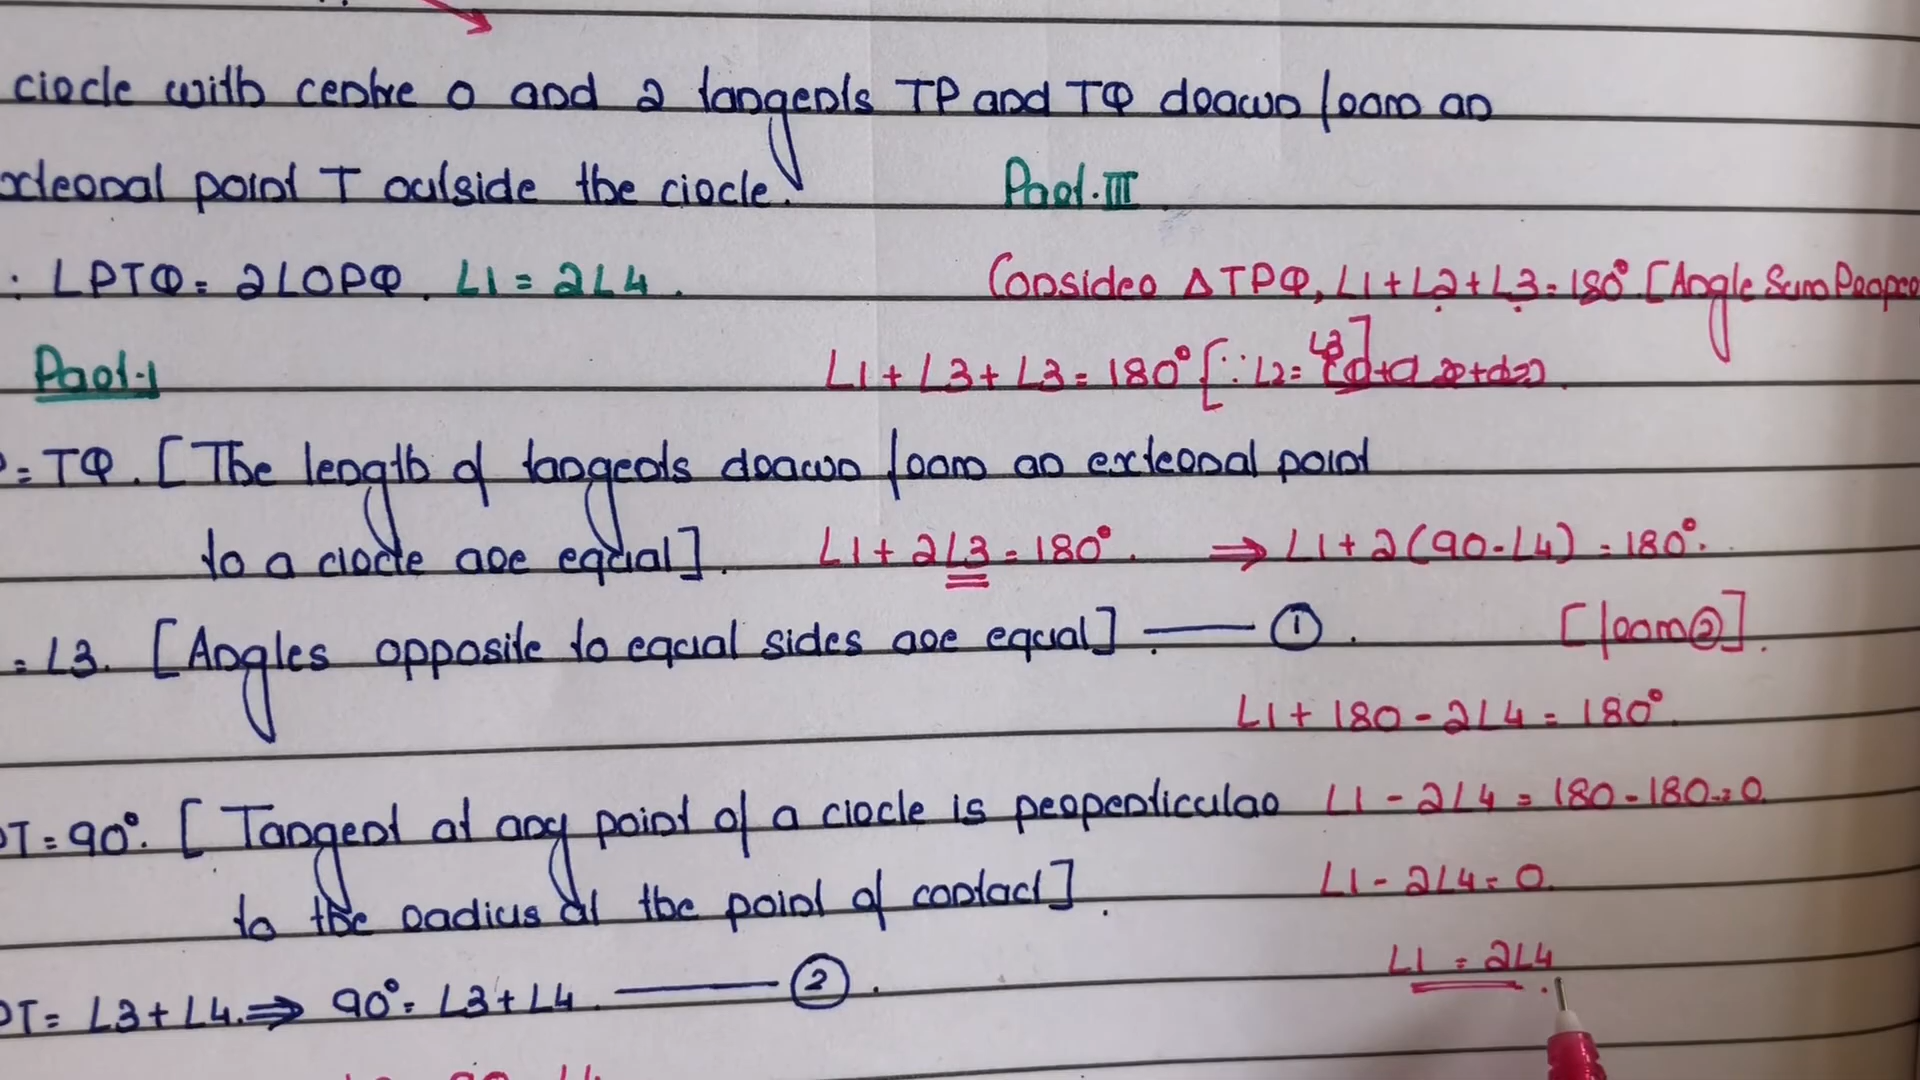 circle with centre O and 2 tangents TP and TQ drawn from an
external point T outside the circle.
Part.III
: ∠PTQ = 2∠OPQ. ∠1 = 2∠4.
Consider △TPQ, ∠1+∠2+∠3 = 180° [Angle Sum Prope
Part-1
∠1+∠3+∠3 = 180° [∵ ∠2 = ∠3]
= TQ. [The length of tangents drawn from an external point
to a circle are equal].
∠1 + 2∠3 = 180°. ⇒ ∠1 + 2(90-∠4) = 180°.
= ∠3. [Angles opposite to equal sides are equal] —— ①.
[from②].
∠1 + 180 - 2∠4 = 180°
T = 90°. [Tangent at any point of a circle is perpendicular
to the radius at the point of contact].
∠1 - 2∠4 = 180-180=0.
∠1 - 2∠4 = 0.
∠1 = 2∠4.
T = ∠3+∠4. ⇒ 90° = ∠3+∠4. —— ②.